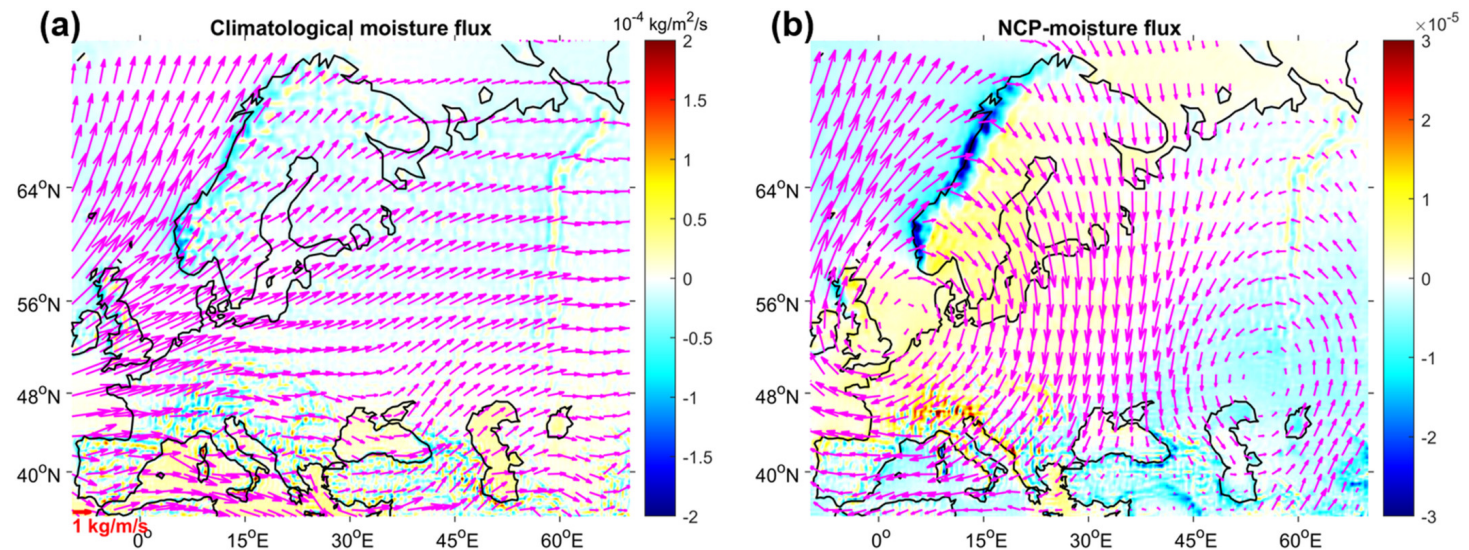 (a) Climatological moisture flux 10⁻⁴ kg/m²/s
2
1.5
1
0.5
0
-0.5
-1
-1.5
-2
64°N
56°N
48°N
40°N
1 kg/m/s
0° 15°E 30°E 45°E 60°E
(b) NCP-moisture flux ×10⁻⁵
3
2
1
0
-1
-2
-3
64°N
56°N
48°N
40°N
0° 15°E 30°E 45°E 60°E